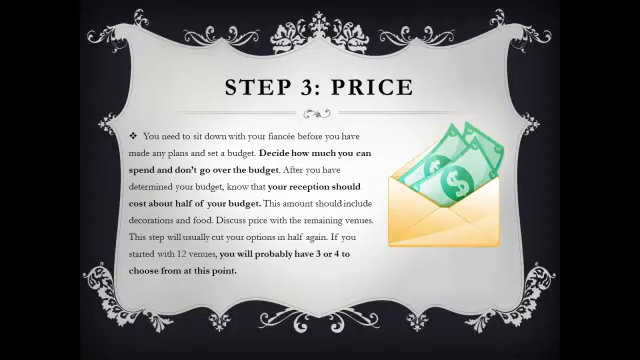 STEP 3: PRICE
❖ You need to sit down with your fiancée before you have
made any plans and set a budget. Decide how much you can
spend and don't go over the budget. After you have
determined your budget, know that your reception should
cost about half of your budget. This amount should include
decorations and food. Discuss price with the remaining venues.
This step will usually cut your options in half again. If you
started with 12 venues, you will probably have 3 or 4 to
choose from at this point.